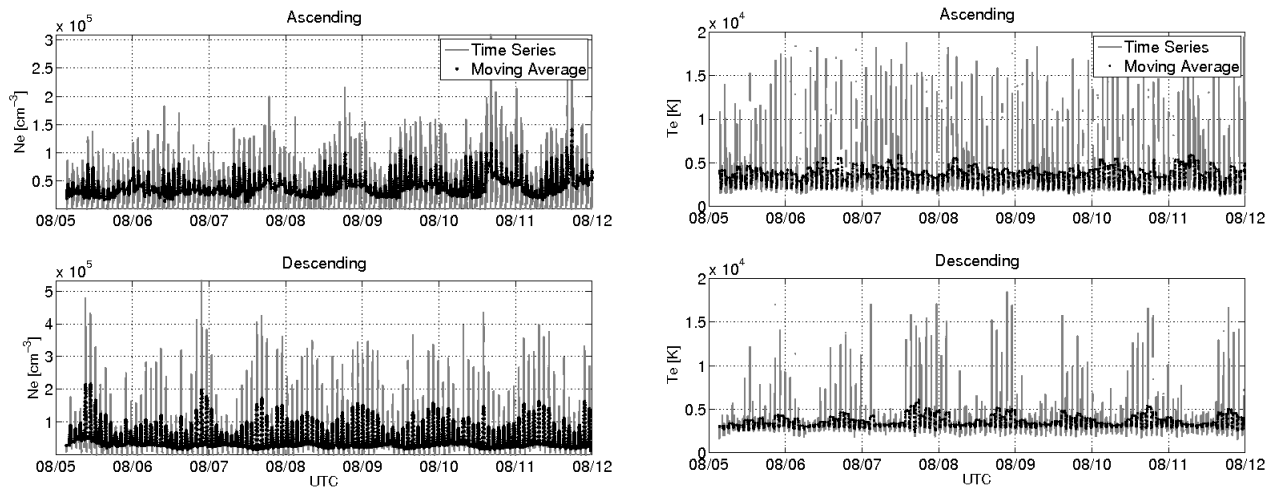 Ascending
x 10^5
Time Series
Moving Average
3
2.5
2
1.5
1
0.5
Ne [cm^-3]
08/05 08/06 08/07 08/08 08/09 08/10 08/11 08/12
Ascending
x 10^4
Time Series
Moving Average
2
1.5
1
0.5
0
Te [K]
08/05 08/06 08/07 08/08 08/09 08/10 08/11 08/12
Descending
x 10^5
5
4
3
2
1
Ne [cm^-3]
08/05 08/06 08/07 08/08 08/09 08/10 08/11 08/12
UTC
Descending
x 10^4
2
1.5
1
0.5
0
Te [K]
08/05 08/06 08/07 08/08 08/09 08/10 08/11 08/12
UTC